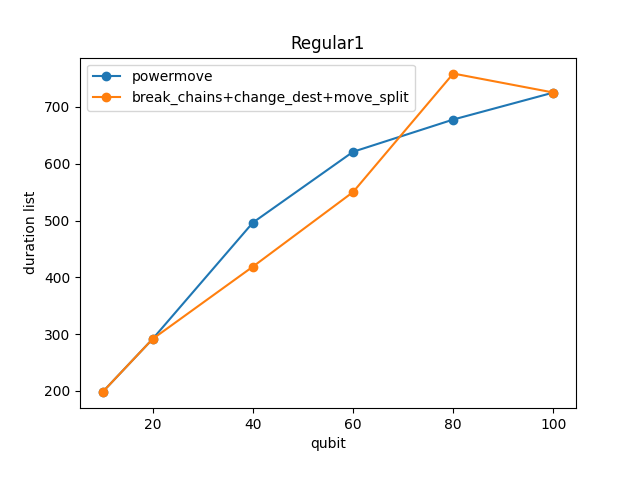 Regular1
powermove
break_chains+change_dest+move_split
duration list
700
600
500
400
300
200
20 40 60 80 100
qubit